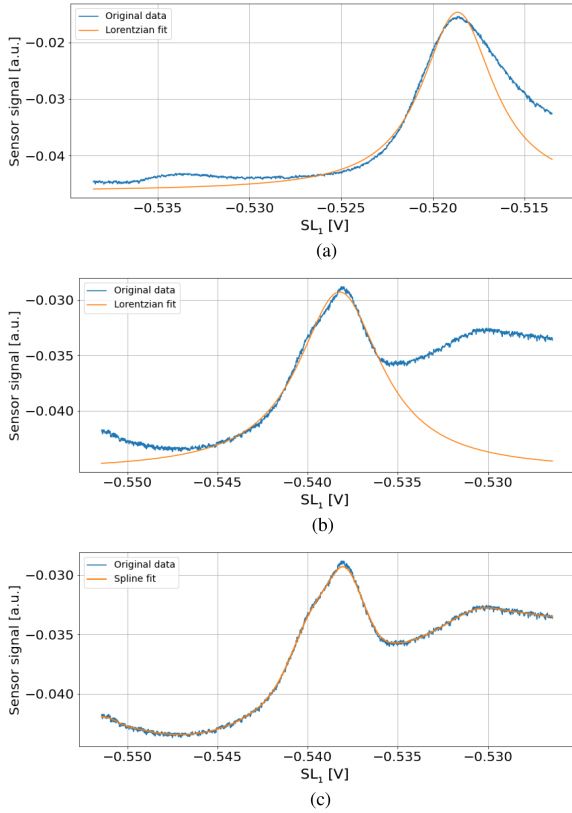 Original data
Lorentzian fit
Sensor signal [a.u.]
−0.02
−0.03
−0.04
−0.535 −0.530 −0.525 −0.520 −0.515
SL1 [V]
(a)
Original data
Lorentzian fit
Sensor signal [a.u.]
−0.030
−0.035
−0.040
−0.550 −0.545 −0.540 −0.535 −0.530
SL1 [V]
(b)
Original data
Spline fit
Sensor signal [a.u.]
−0.030
−0.035
−0.040
−0.550 −0.545 −0.540 −0.535 −0.530
SL1 [V]
(c)